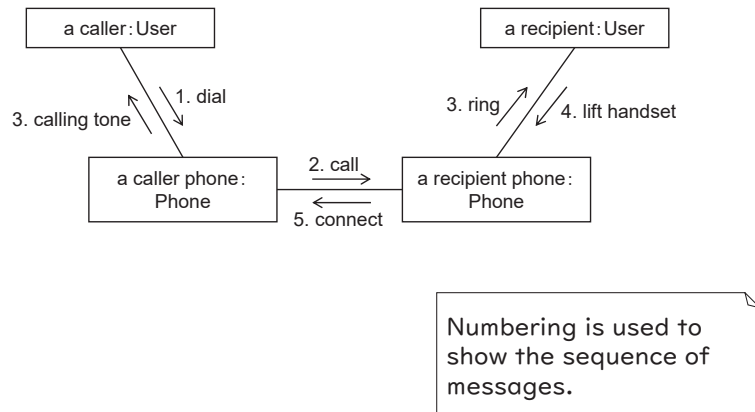 a caller:User
a recipient:User
1. dial
3. calling tone
3. ring
4. lift handset
a caller phone:
Phone
2. call
5. connect
a recipient phone:
Phone
Numbering is used to
show the sequence of
messages.